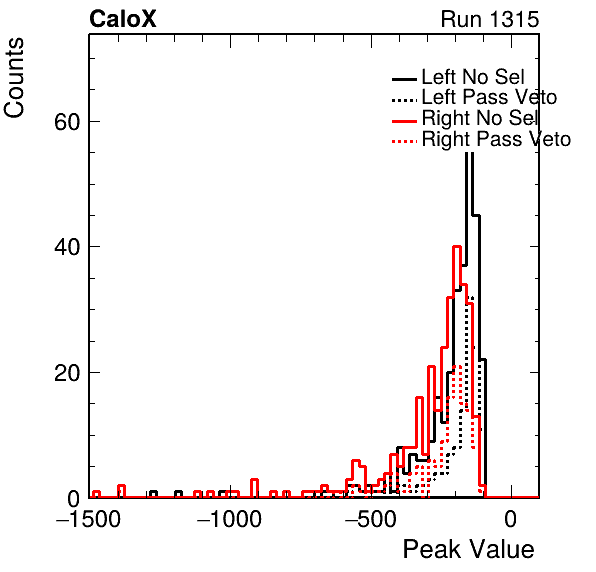 CaloX
Run 1315
Counts
Left No Sel
Left Pass Veto
Right No Sel
Right Pass Veto
60
40
20
0
−1500
−1000
−500
0
Peak Value